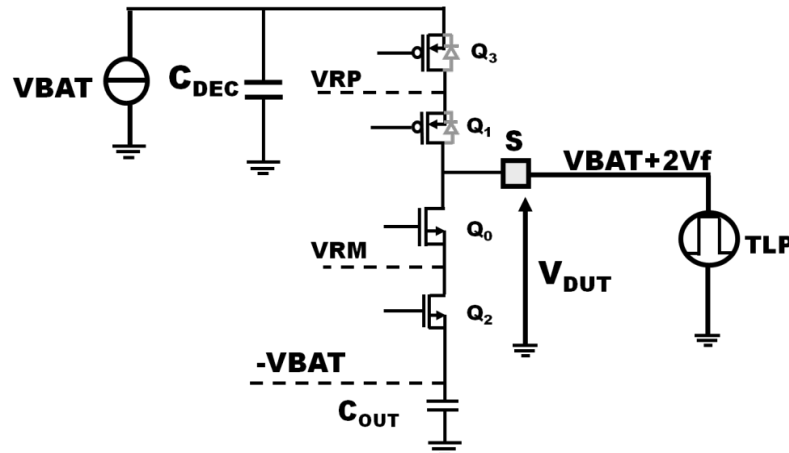 Q3
VBAT
CDEC
VRP
Q1
S
VBAT+2Vf
Q0
TLP
VRM
VDUT
Q2
-VBAT
COUT